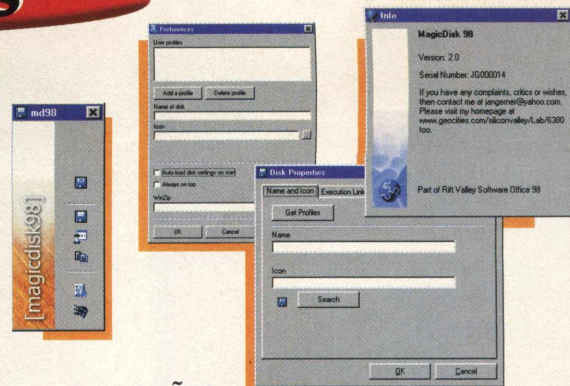 S
md98
[magicdisk98]
Preferences
User profiles
Add a profile
Delete profile
Name of disk
Icon
Auto-load disk settings on start
Always on top
WinZip
OK
Cancel
Disk Properties
Name and Icon
Execution Link
Get Profiles
Name
Icon
Search
OK
Cancel
Info
MagicDisk 98
Version: 2.0
Serial Number: JG000014
If you have any complaints, critics or wishes,
then contact me at jangerner@yahoo.com.
Please visit my homepage at
www.geocities.com/siliconvalley/Lab/6380
too.
Part of Rift Valley Software Office 98
~